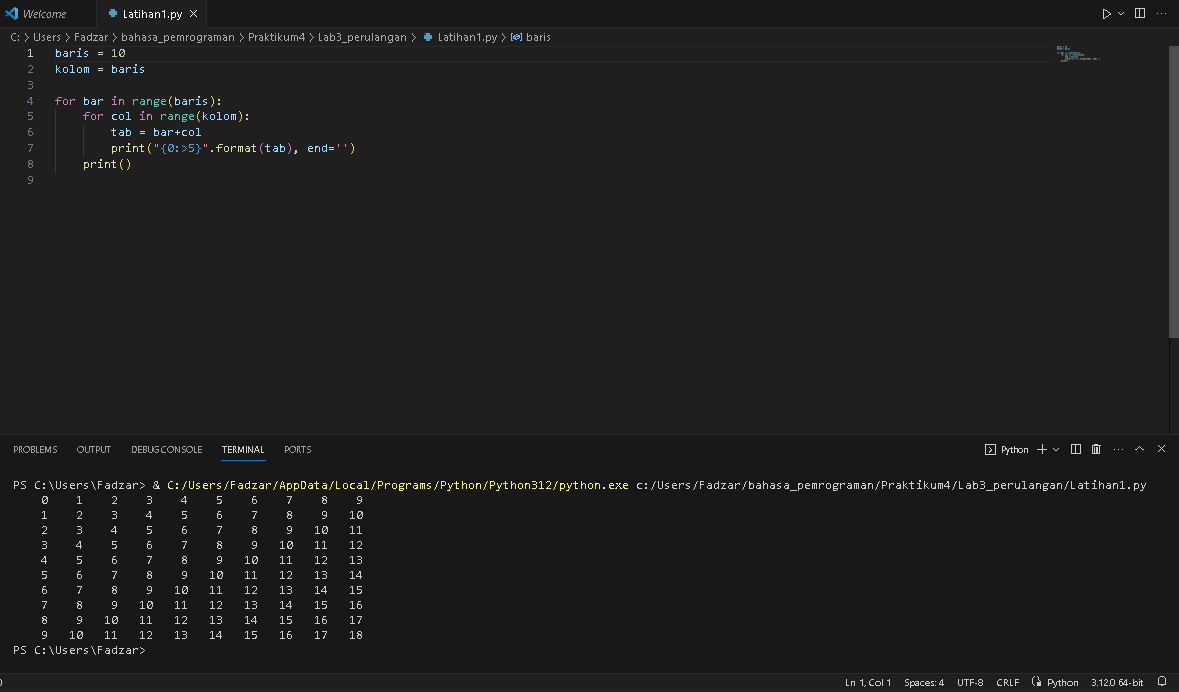 Welcome Latihan1.py
C: > Users > Fadzar > bahasa_pemrograman > Praktikum4 > Lab3_perulangan > Latihan1.py > baris
1 baris = 10
2 kolom = baris
3
4 for bar in range(baris):
5     for col in range(kolom):
6         tab = bar+col
7         print("{0:>5}".format(tab), end='')
8     print()
9
PROBLEMS OUTPUT DEBUG CONSOLE TERMINAL PORTS Python
PS C:\Users\Fadzar> & C:/Users/Fadzar/AppData/Local/Programs/Python/Python312/python.exe c:/Users/Fadzar/bahasa_pemrograman/Praktikum4/Lab3_perulangan/Latihan1.py
    0    1    2    3    4    5    6    7    8    9
    1    2    3    4    5    6    7    8    9   10
    2    3    4    5    6    7    8    9   10   11
    3    4    5    6    7    8    9   10   11   12
    4    5    6    7    8    9   10   11   12   13
    5    6    7    8    9   10   11   12   13   14
    6    7    8    9   10   11   12   13   14   15
    7    8    9   10   11   12   13   14   15   16
    8    9   10   11   12   13   14   15   16   17
    9   10   11   12   13   14   15   16   17   18
PS C:\Users\Fadzar>
Ln 1, Col 1 Spaces: 4 UTF-8 CRLF Python 3.12.0 64-bit